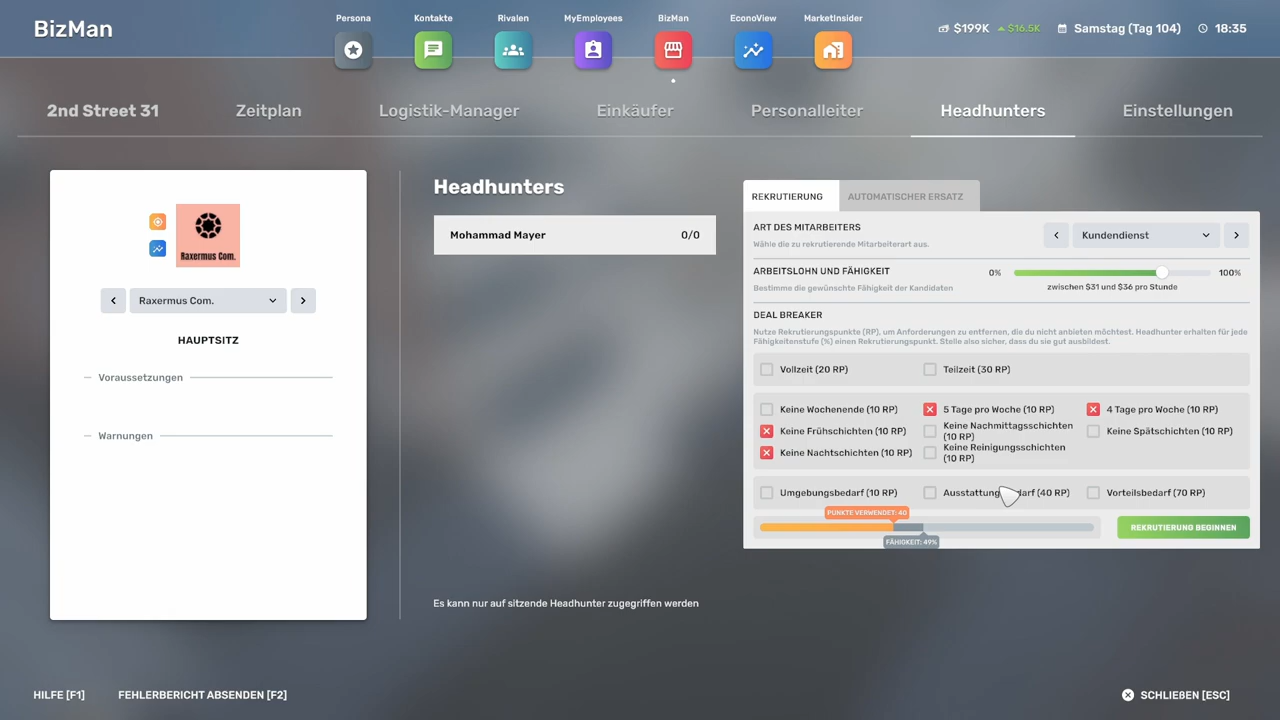 BizMan
Persona
Kontakte
Rivalen
MyEmployees
BizMan
EconoView
MarketInsider
$199K
$16.5K
Samstag (Tag 104)
18:35
2nd Street 31
Zeitplan
Logistik-Manager
Einkäufer
Personalleiter
Headhunters
Einstellungen
Raxermus Com.
Raxermus Com.
HAUPTSITZ
Voraussetzungen
Warnungen
Headhunters
Mohammad Mayer
0/0
Es kann nur auf sitzende Headhunter zugegriffen werden
REKRUTIERUNG
AUTOMATISCHER ERSATZ
ART DES MITARBEITERS
Wähle die zu rekrutierende Mitarbeiterart aus.
Kundendienst
ARBEITSLOHN UND FÄHIGKEIT
Bestimme die gewünschte Fähigkeit der Kandidaten
0%
100%
zwischen $31 und $36 pro Stunde
DEAL BREAKER
Nutze Rekrutierungspunkte (RP), um Anforderungen zu entfernen, die du nicht anbieten möchtest. Headhunter erhalten für jede
Fähigkeitenstufe (%) einen Rekrutierungspunkt. Stelle also sicher, dass du sie gut ausbildest.
Vollzeit (20 RP)
Teilzeit (30 RP)
Keine Wochenende (10 RP)
5 Tage pro Woche (10 RP)
4 Tage pro Woche (10 RP)
Keine Frühschichten (10 RP)
Keine Nachmittagsschichten
(10 RP)
Keine Spätschichten (10 RP)
Keine Nachtschichten (10 RP)
Keine Reinigungsschichten
(10 RP)
Umgebungsbedarf (10 RP)
(40 RP)
Vorteilsbedarf (70 RP)
PUNKTE VERWENDET: 40
FÄHIGKEIT: 49%
REKRUTIERUNG BEGINNEN
HILFE [F1]
FEHLERBERICHT ABSENDEN [F2]
SCHLIEẞEN [ESC]